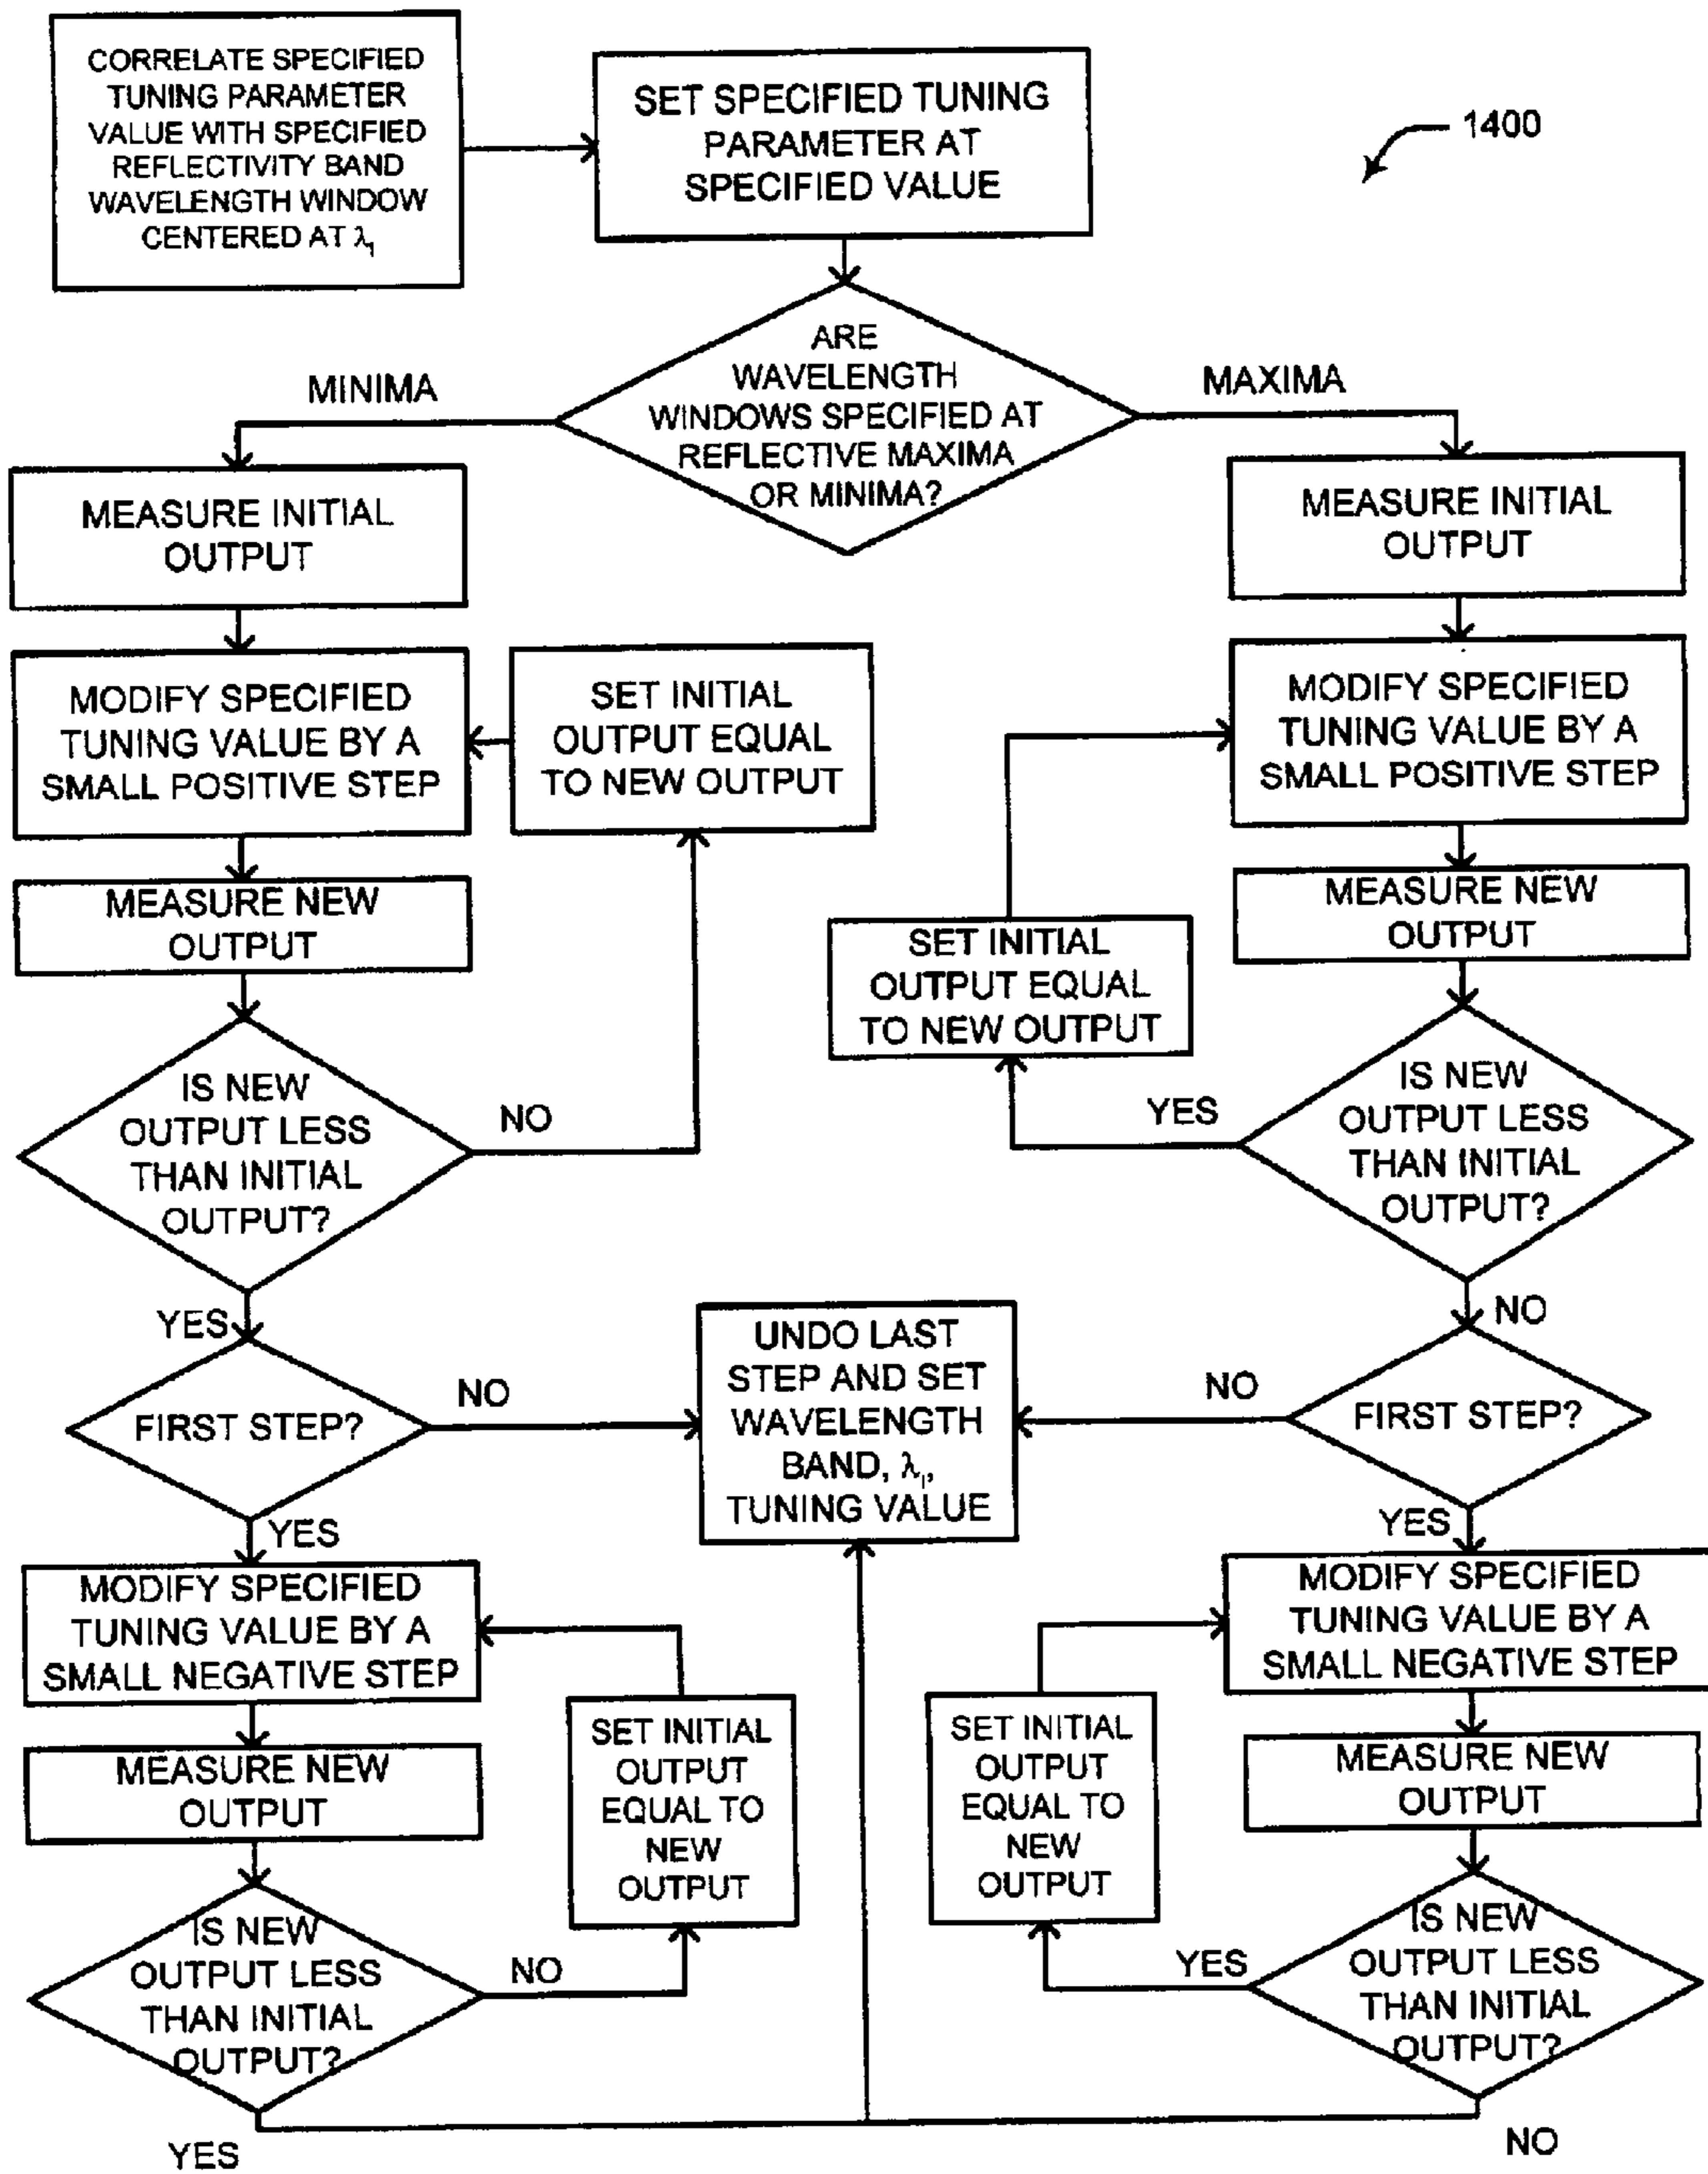 CORRELATE SPECIFIED
TUNING PARAMETER
VALUE WITH SPECIFIED
REFLECTIVITY BAND
WAVELENGTH WINDOW
CENTERED AT λ₁
SET SPECIFIED TUNING
PARAMETER AT
SPECIFIED VALUE
1400
ARE
WAVELENGTH
WINDOWS SPECIFIED AT
REFLECTIVE MAXIMA
OR MINIMA?
MINIMA
MAXIMA
MEASURE INITIAL
OUTPUT
MODIFY SPECIFIED
TUNING VALUE BY A
SMALL POSITIVE STEP
SET INITIAL
OUTPUT EQUAL
TO NEW OUTPUT
MEASURE NEW
OUTPUT
IS NEW
OUTPUT LESS
THAN INITIAL
OUTPUT?
NO
YES
FIRST STEP?
NO
YES
MODIFY SPECIFIED
TUNING VALUE BY A
SMALL NEGATIVE STEP
MEASURE NEW
OUTPUT
SET INITIAL
OUTPUT
EQUAL TO
NEW
OUTPUT
IS NEW
OUTPUT LESS
THAN INITIAL
OUTPUT?
NO
YES
UNDO LAST
STEP AND SET
WAVELENGTH
BAND, λ₁,
TUNING VALUE
MEASURE INITIAL
OUTPUT
MODIFY SPECIFIED
TUNING VALUE BY A
SMALL POSITIVE STEP
MEASURE NEW
OUTPUT
SET INITIAL
OUTPUT EQUAL
TO NEW OUTPUT
IS NEW
OUTPUT LESS
THAN INITIAL
OUTPUT?
YES
NO
FIRST STEP?
NO
YES
MODIFY SPECIFIED
TUNING VALUE BY A
SMALL NEGATIVE STEP
MEASURE NEW
OUTPUT
SET INITIAL
OUTPUT
EQUAL TO
NEW
OUTPUT
IS NEW
OUTPUT LESS
THAN INITIAL
OUTPUT?
YES
NO